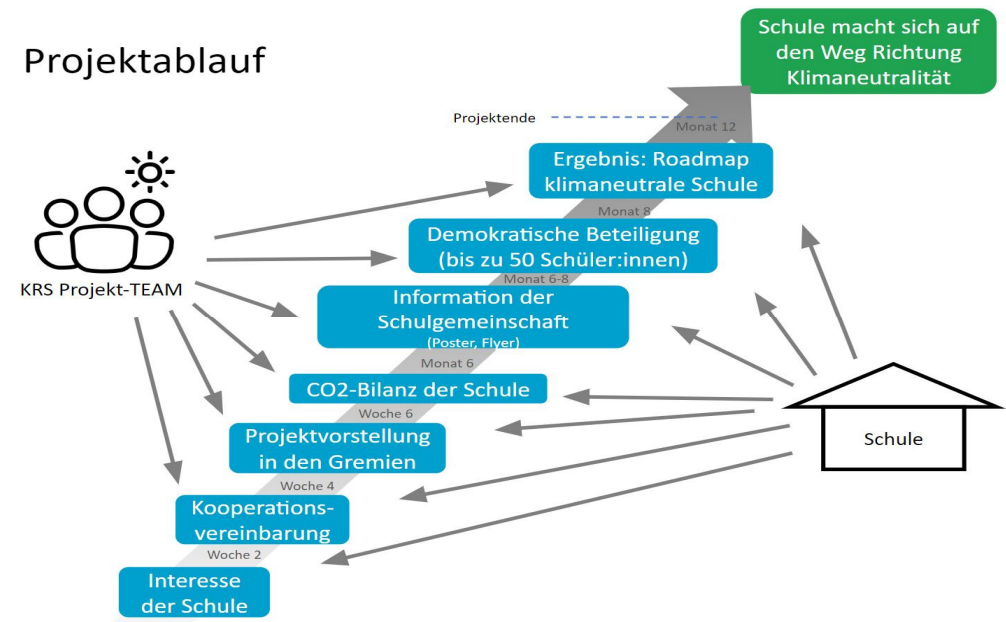 Projektablauf
Schule macht sich auf
den Weg Richtung
Klimaneutralität
Projektende
Monat 12
Ergebnis: Roadmap
klimaneutrale Schule
Monat 8
Demokratische Beteiligung
(bis zu 50 Schüler:innen)
Monat 6-8
Information der
Schulgemeinschaft
(Poster, Flyer)
Monat 6
CO2-Bilanz der Schule
Woche 6
Projektvorstellung
in den Gremien
Woche 4
Kooperations-
vereinbarung
Woche 2
Interesse
der Schule
KRS Projekt-TEAM
Schule